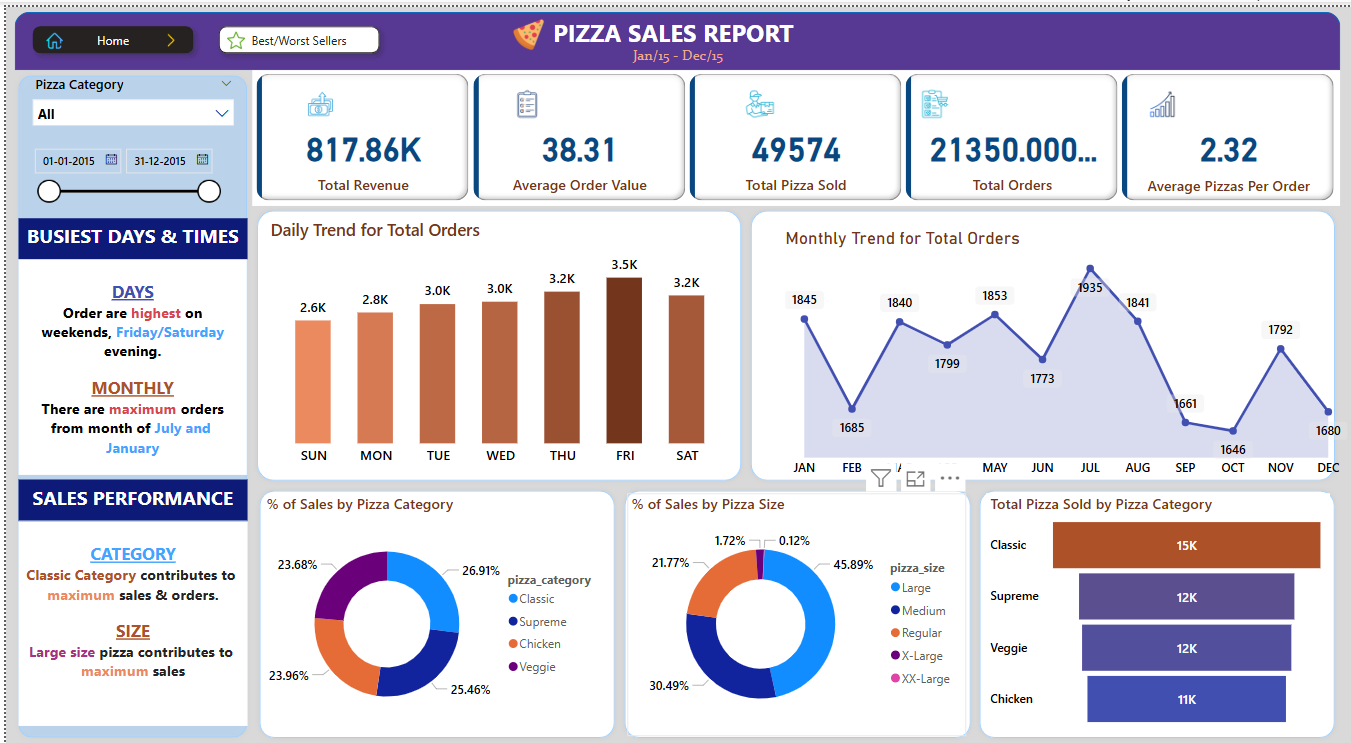 Home
Best/Worst Sellers
PIZZA SALES REPORT
Jan/15 - Dec/15
Pizza Category
All
01-01-2015
31-12-2015
817.86K
Total Revenue
38.31
Average Order Value
49574
Total Pizza Sold
21350.000...
Total Orders
2.32
Average Pizzas Per Order
BUSIEST DAYS & TIMES
DAYS
Order are highest on
weekends, Friday/Saturday
evening.
MONTHLY
There are maximum orders
from month of July and
January
SALES PERFORMANCE
CATEGORY
Classic Category contributes to
maximum sales & orders.
SIZE
Large size pizza contributes to
maximum sales
Daily Trend for Total Orders
2.6K
2.8K
3.0K
3.0K
3.2K
3.5K
3.2K
SUN MON TUE WED THU FRI SAT
Monthly Trend for Total Orders
1845
1685
1840
1799
1853
1773
1935
1841
1661
1646
1792
1680
JAN FEB MAY JUN JUL AUG SEP OCT NOV DEC
% of Sales by Pizza Category
26.91%
25.46%
23.96%
23.68%
pizza_category
Classic
Supreme
Chicken
Veggie
% of Sales by Pizza Size
45.89%
30.49%
21.77%
1.72%
0.12%
pizza_size
Large
Medium
Regular
X-Large
XX-Large
Total Pizza Sold by Pizza Category
Classic 15K
Supreme 12K
Veggie 12K
Chicken 11K